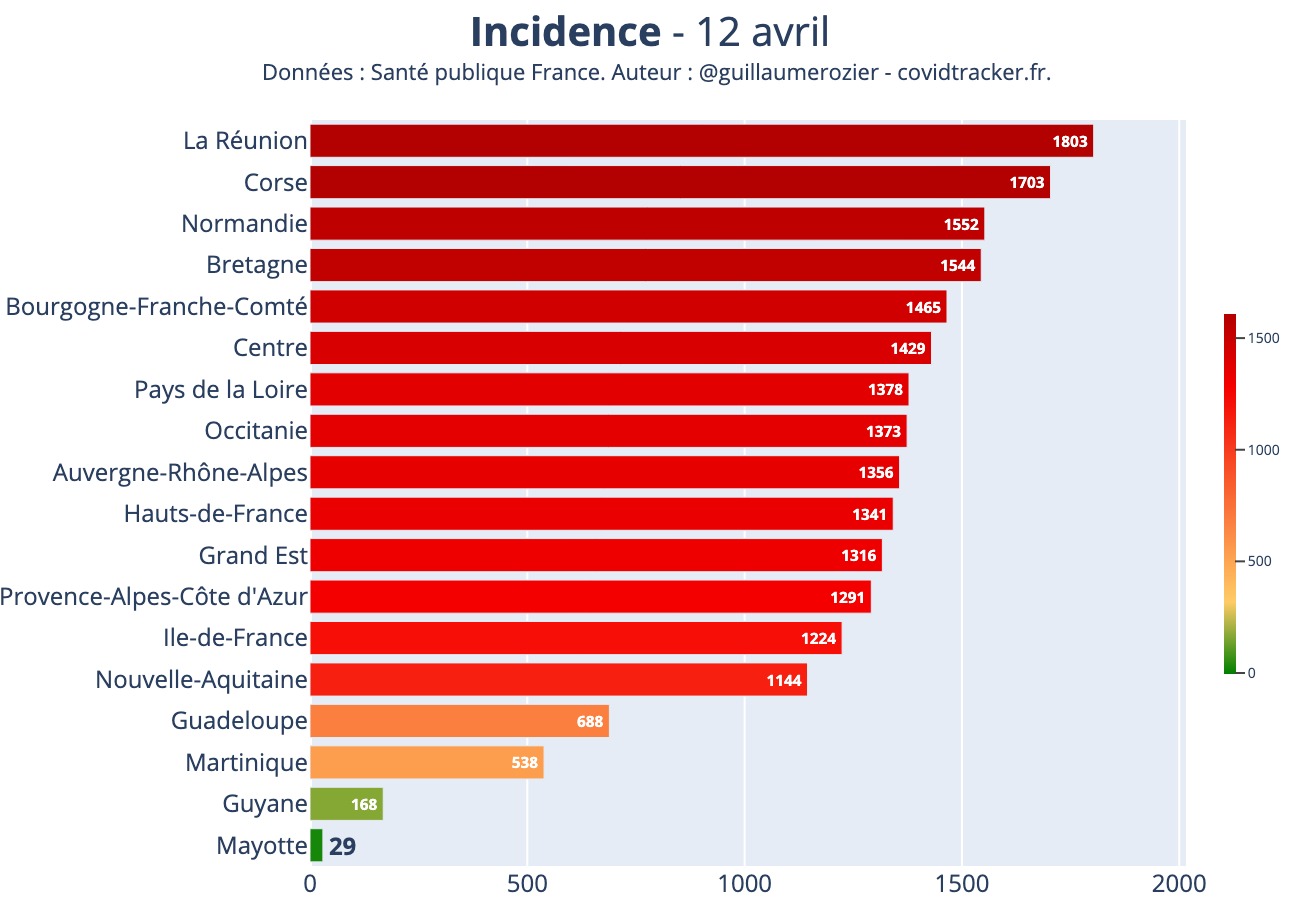 Incidence - 12 avril
Données : Santé publique France. Auteur : @guillaumerozier - covidtracker.fr.
La Réunion 1803
Corse 1703
Normandie 1552
Bretagne 1544
Bourgogne-Franche-Comté 1465
Centre 1429
Pays de la Loire 1378
Occitanie 1373
Auvergne-Rhône-Alpes 1356
Hauts-de-France 1341
Grand Est 1316
Provence-Alpes-Côte d'Azur 1291
Ile-de-France 1224
Nouvelle-Aquitaine 1144
Guadeloupe 688
Martinique 538
Guyane 168
Mayotte 29
0 500 1000 1500 2000
1500
1000
500
0